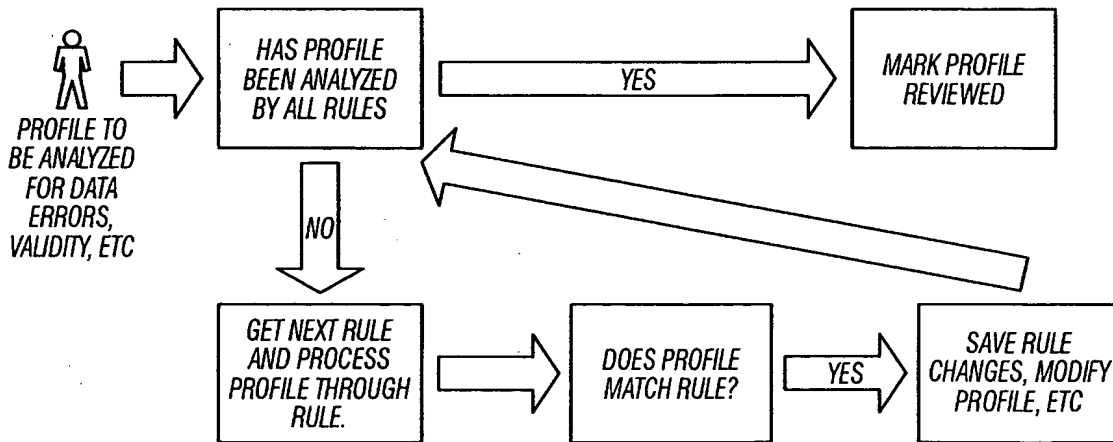 PROFILE TO
BE ANALYZED
FOR DATA
ERRORS,
VALIDITY, ETC
HAS PROFILE
BEEN ANALYZED
BY ALL RULES
YES
MARK PROFILE
REVIEWED
NO
GET NEXT RULE
AND PROCESS
PROFILE THROUGH
RULE.
DOES PROFILE
MATCH RULE?
YES
SAVE RULE
CHANGES, MODIFY
PROFILE, ETC